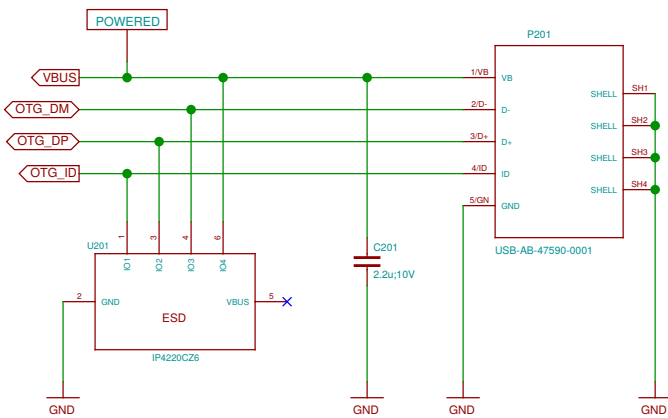 POWERED
P201
VBUS
1/VB
VB
SHELL
SH1
OTG_DM
2/D-
D-
SHELL
SH2
OTG_DP
3/D+
D+
SHELL
SH3
OTG_ID
4/ID
ID
SHELL
SH4
5/GN
GND
USB-AB-47590-0001
U201
1
3
4
6
IO1
IO2
IO3
IO4
C201
2.2u;10V
2
GND
VBUS
5
ESD
IP4220CZ6
GND
GND
GND
GND